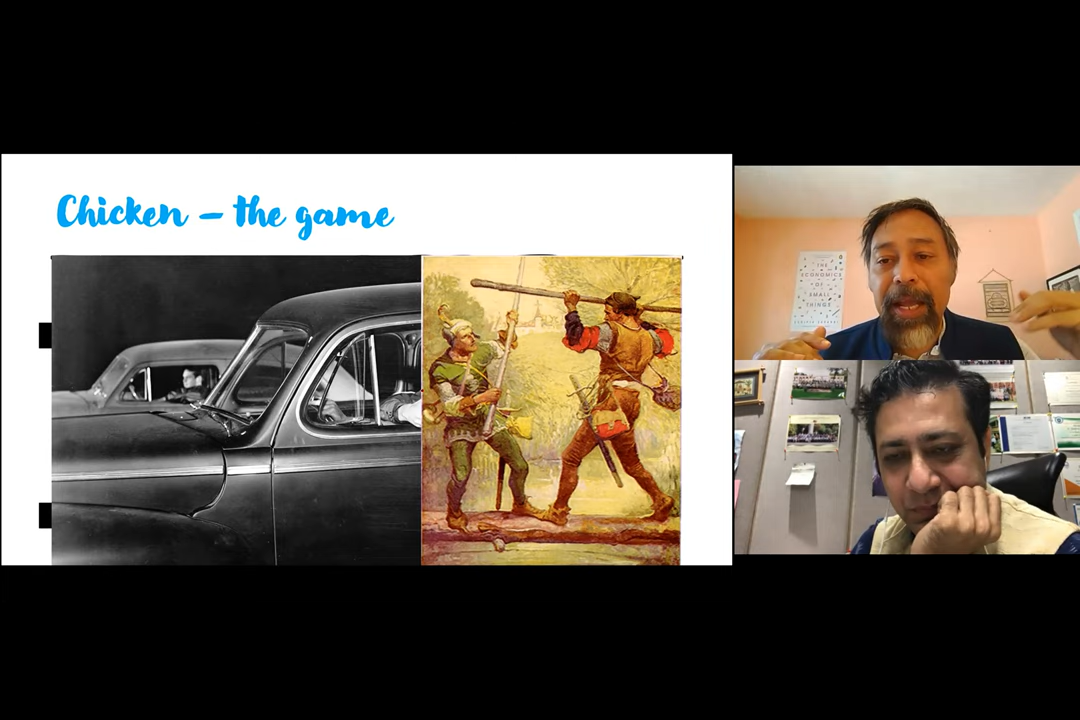 Chicken – the game
THE
ECONOMICS
OF
SMALL
THINGS